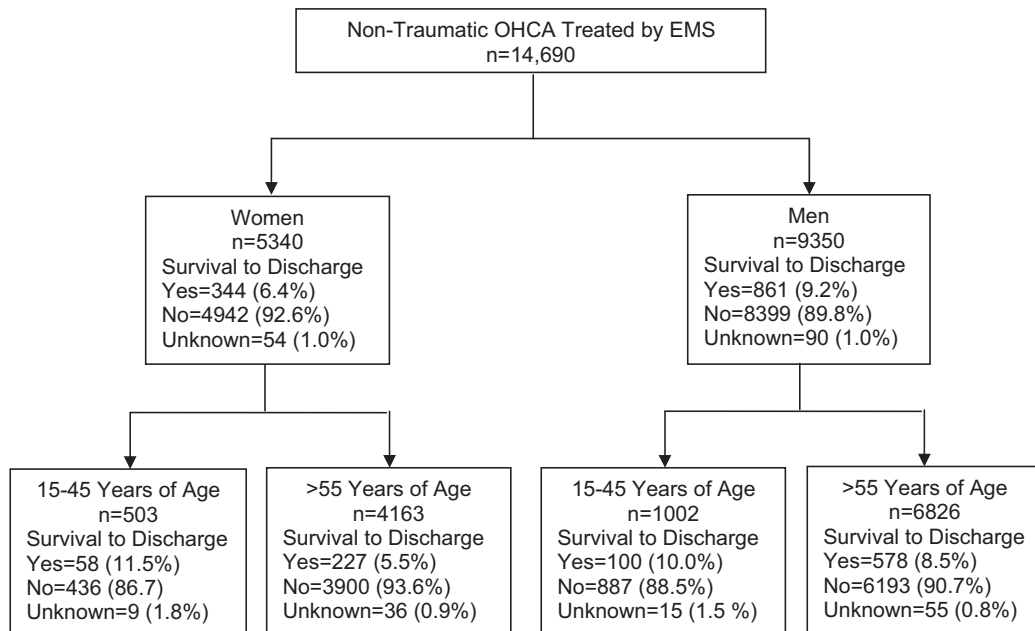 Non-Traumatic OHCA Treated by EMS
n=14,690
Women
n=5340
Survival to Discharge
Yes=344 (6.4%)
No=4942 (92.6%)
Unknown=54 (1.0%)
Men
n=9350
Survival to Discharge
Yes=861 (9.2%)
No=8399 (89.8%)
Unknown=90 (1.0%)
15-45 Years of Age
n=503
Survival to Discharge
Yes=58 (11.5%)
No=436 (86.7)
Unknown=9 (1.8%)
>55 Years of Age
n=4163
Survival to Discharge
Yes=227 (5.5%)
No=3900 (93.6%)
Unknown=36 (0.9%)
15-45 Years of Age
n=1002
Survival to Discharge
Yes=100 (10.0%)
No=887 (88.5%)
Unknown=15 (1.5 %)
>55 Years of Age
n=6826
Survival to Discharge
Yes=578 (8.5%)
No=6193 (90.7%)
Unknown=55 (0.8%)